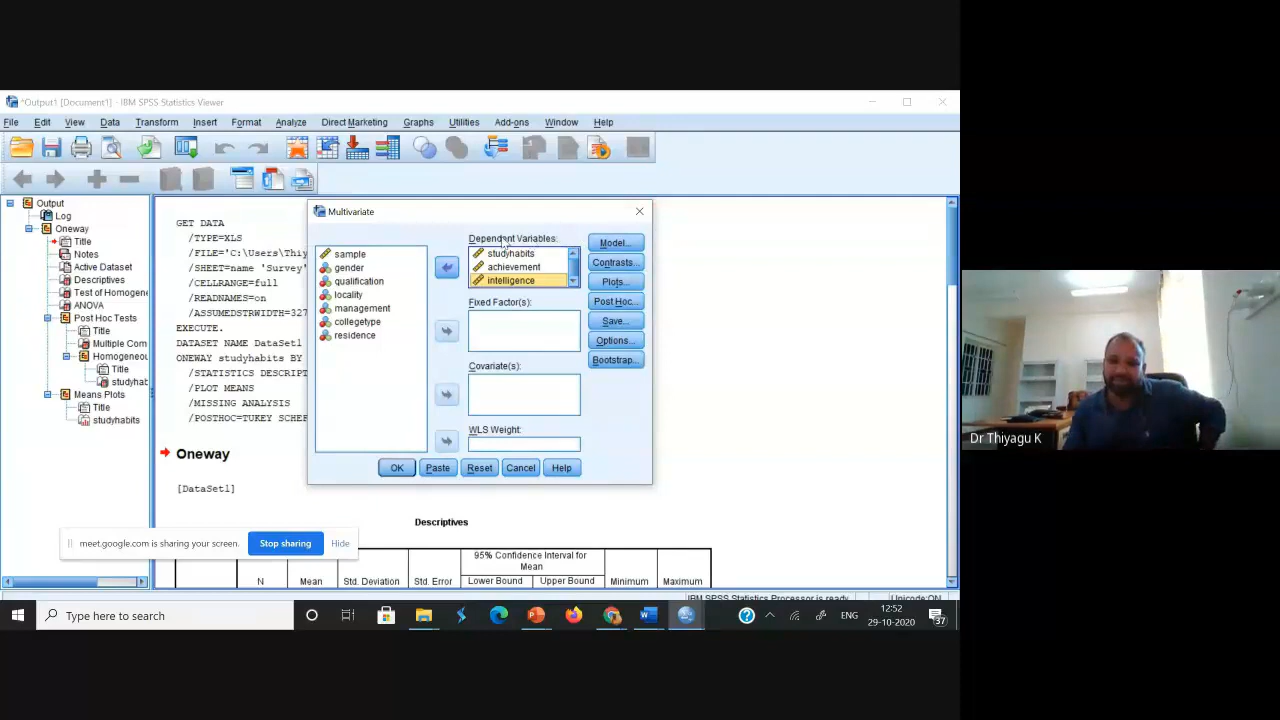 *Output1 [Document1] - IBM SPSS Statistics Viewer
File Edit View Data Transform Insert Format Analyze Direct Marketing Graphs Utilities Add-ons Window Help
Output
Log
Oneway
Title
Notes
Active Dataset
Descriptives
Test of Homogen
ANOVA
Post Hoc Tests
Title
Multiple Com
Homogeneou
Title
studyhab
Means Plots
Title
studyhabits
GET DATA
/TYPE=XLS
/FILE='C:\Users\Thiy
/SHEET=name 'Survey'
/CELLRANGE=full
/READNAMES=on
/ASSUMEDSTRWIDTH=327
EXECUTE.
DATASET NAME DataSet1
ONEWAY studyhabits BY
/STATISTICS DESCRIPT
/PLOT MEANS
/MISSING ANALYSIS
/POSTHOC=TUKEY SCHEF
Oneway
[DataSet1]
Descriptives
95% Confidence Interval for
Mean
N Mean Std. Deviation Std. Error Lower Bound Upper Bound Minimum Maximum
Multivariate
sample
gender
qualification
locality
management
collegetype
residence
Dependent Variables:
studyhabits
achievement
intelligence
Fixed Factor(s):
Covariate(s):
WLS Weight:
Model...
Contrasts...
Plots...
Post Hoc...
Save...
Options...
Bootstrap...
OK Paste Reset Cancel Help
meet.google.com is sharing your screen. Stop sharing Hide
IBM SPSS Statistics Processor is ready Unicode:ON
Type here to search
ENG
12:52
29-10-2020
37
Dr Thiyagu K